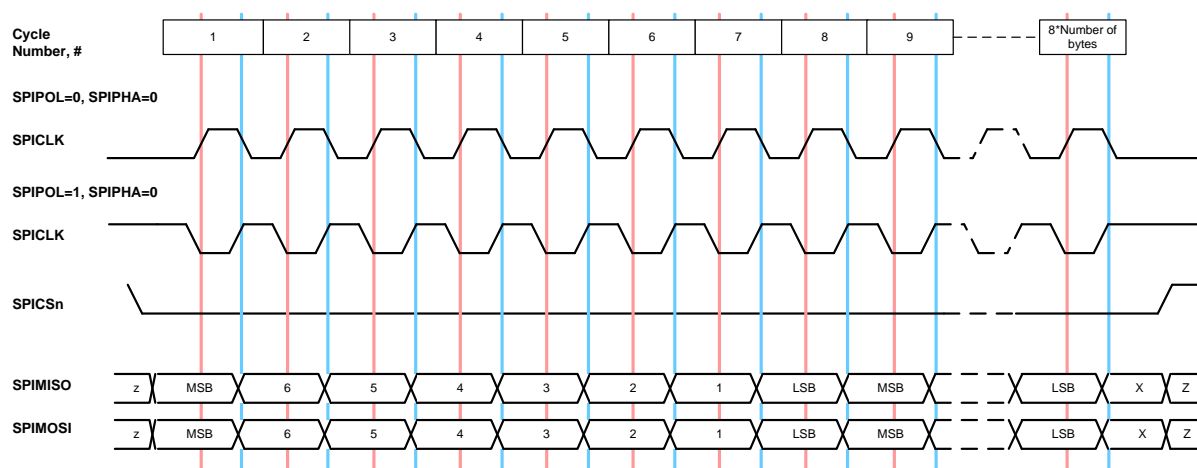 Cycle
Number, #
1 2 3 4 5 6 7 8 9
8*Number of
bytes
SPIPOL=0, SPIPHA=0
SPICLK
SPIPOL=1, SPIPHA=0
SPICLK
SPICSn
SPIMISO z MSB 6 5 4 3 2 1 LSB MSB LSB X Z
SPIMOSI z MSB 6 5 4 3 2 1 LSB MSB LSB X Z